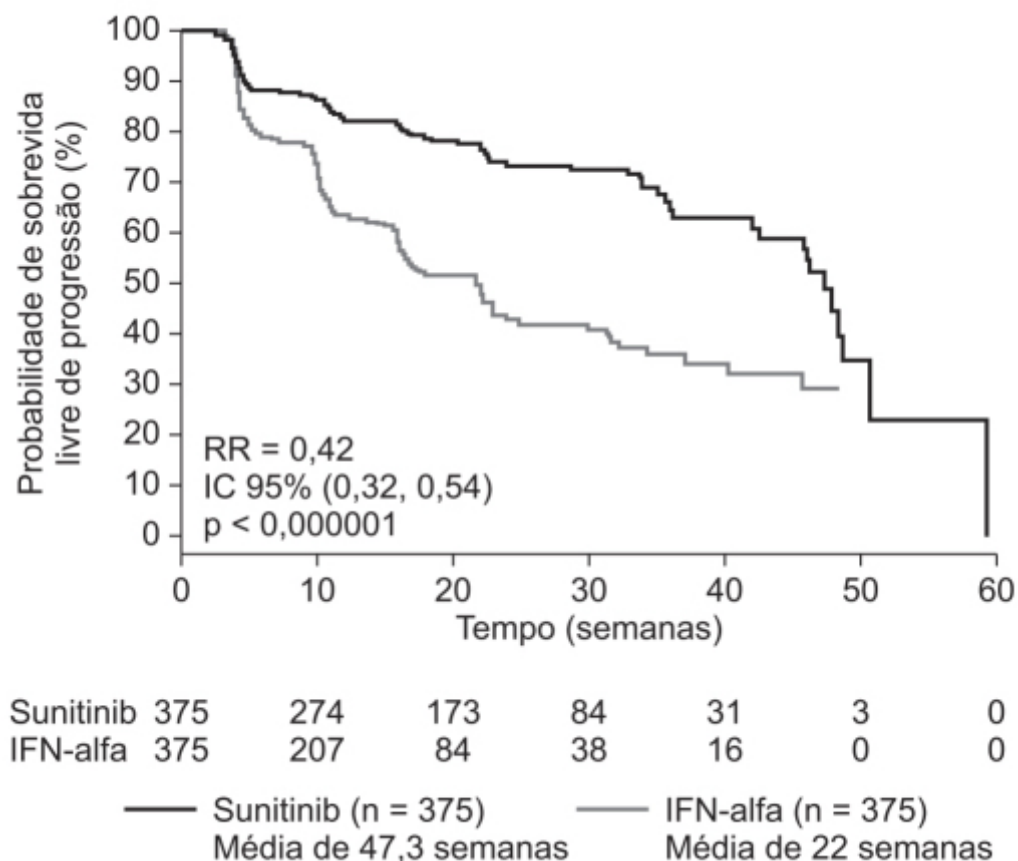 Probabilidade de sobrevida
livre de progressão (%)
100
90
80
70
60
50
40
30
20
10
0
RR = 0,42
IC 95% (0,32, 0,54)
p < 0,000001
0 10 20 30 40 50 60
Tempo (semanas)
Sunitinib 375 274 173 84 31 3 0
IFN-alfa 375 207 84 38 16 0 0
Sunitinib (n = 375) IFN-alfa (n = 375)
Média de 47,3 semanas Média de 22 semanas